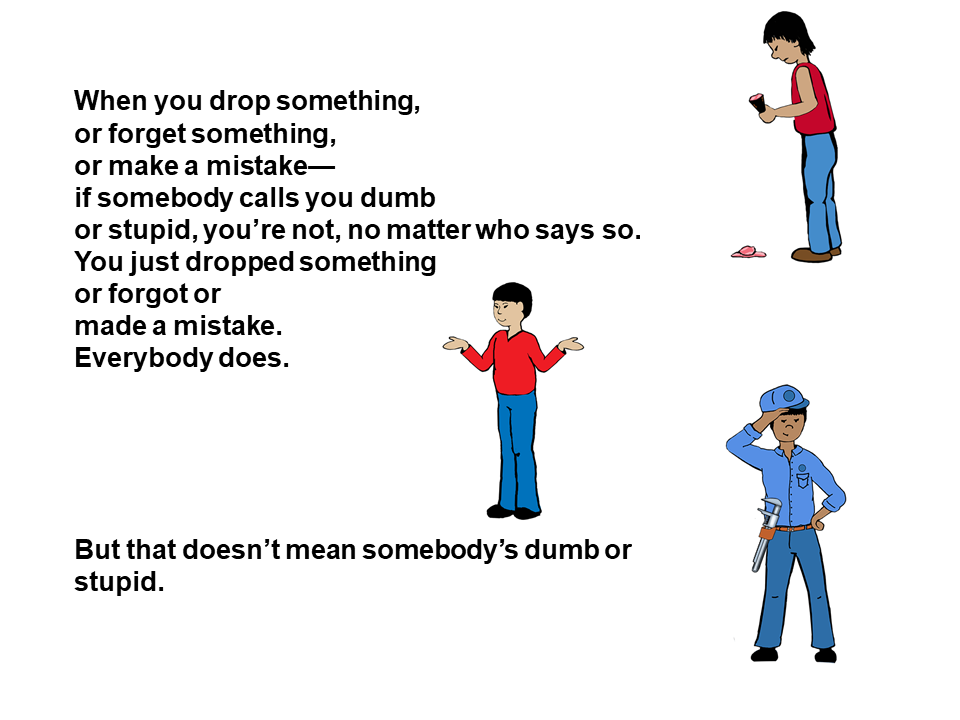 When you drop something,
or forget something,
or make a mistake—
if somebody calls you dumb
or stupid, you’re not, no matter who says so.
You just dropped something
or forgot or
made a mistake.
Everybody does.
But that doesn’t mean somebody’s dumb or
stupid.